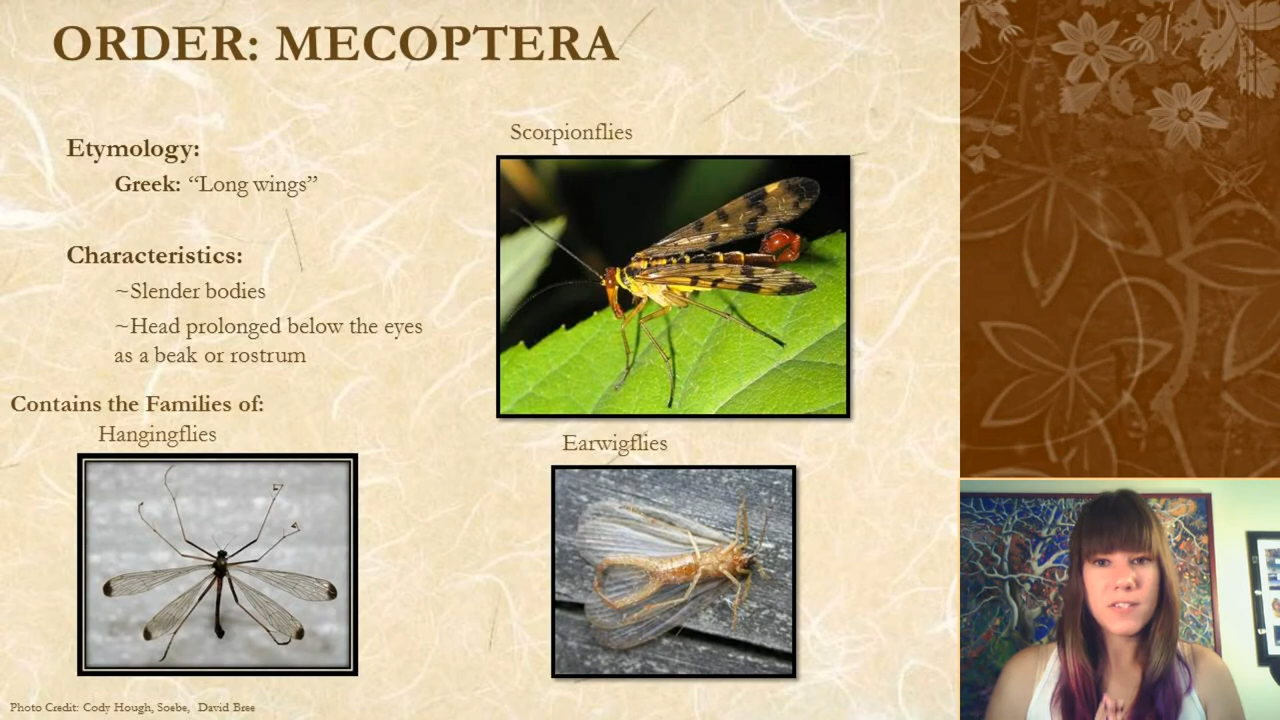 ORDER: MECOPTERA
Etymology:
Greek: “Long wings”
Characteristics:
~Slender bodies
~Head prolonged below the eyes
as a beak or rostrum
Contains the Families of:
Hangingflies
Scorpionflies
Earwigflies
Photo Credit: Cody Hough, Soebe, David Bree